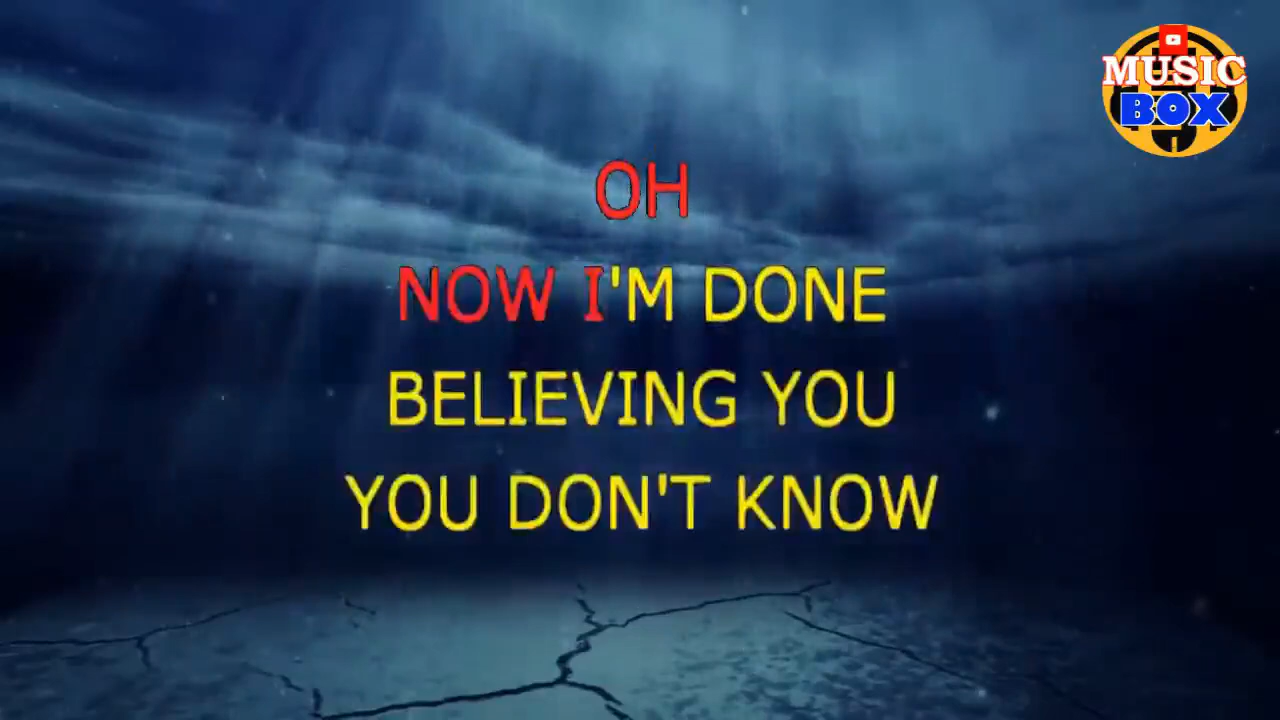 MUSIC
BOX
OH
NOW I'M DONE
BELIEVING YOU
YOU DON'T KNOW